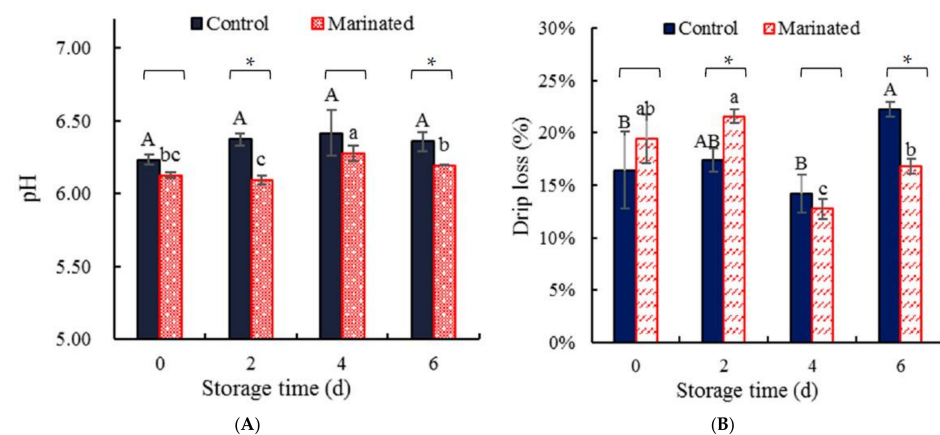 Control Marinated
7.00
6.50
6.00
5.50
5.00
pH
* *
A bc A c A a A b
0 2 4 6
Storage time (d)
(A)
Control Marinated
30%
25%
20%
15%
10%
5%
0%
Drip loss (%)
* *
B ab AB a B c A b
0 2 4 6
Storage time (d)
(B)